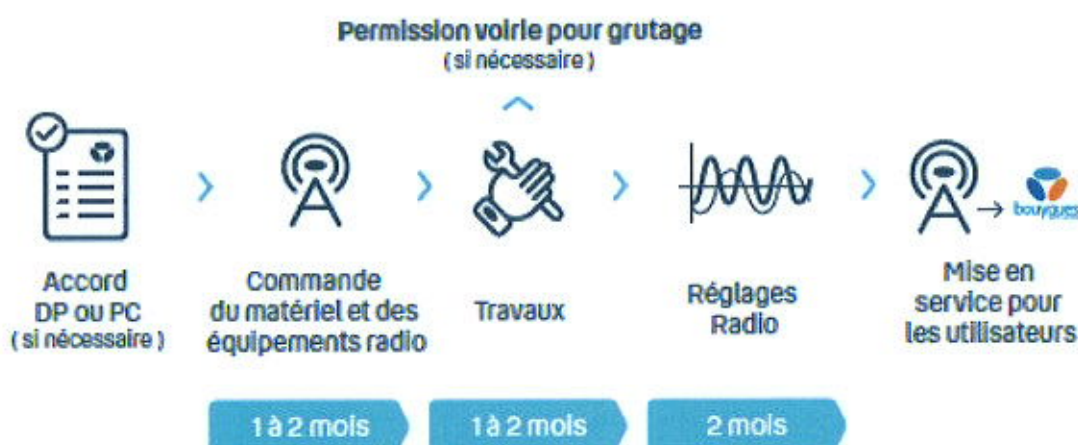 Permission voirie pour grutage
( si nécessaire )
Accord
DP ou PC
( si nécessaire )
Commande
du matériel et des
équipements radio
Travaux
Réglages
Radio
bouygues
Mise en
service pour
les utilisateurs
1 à 2 mois
1 à 2 mois
2 mois